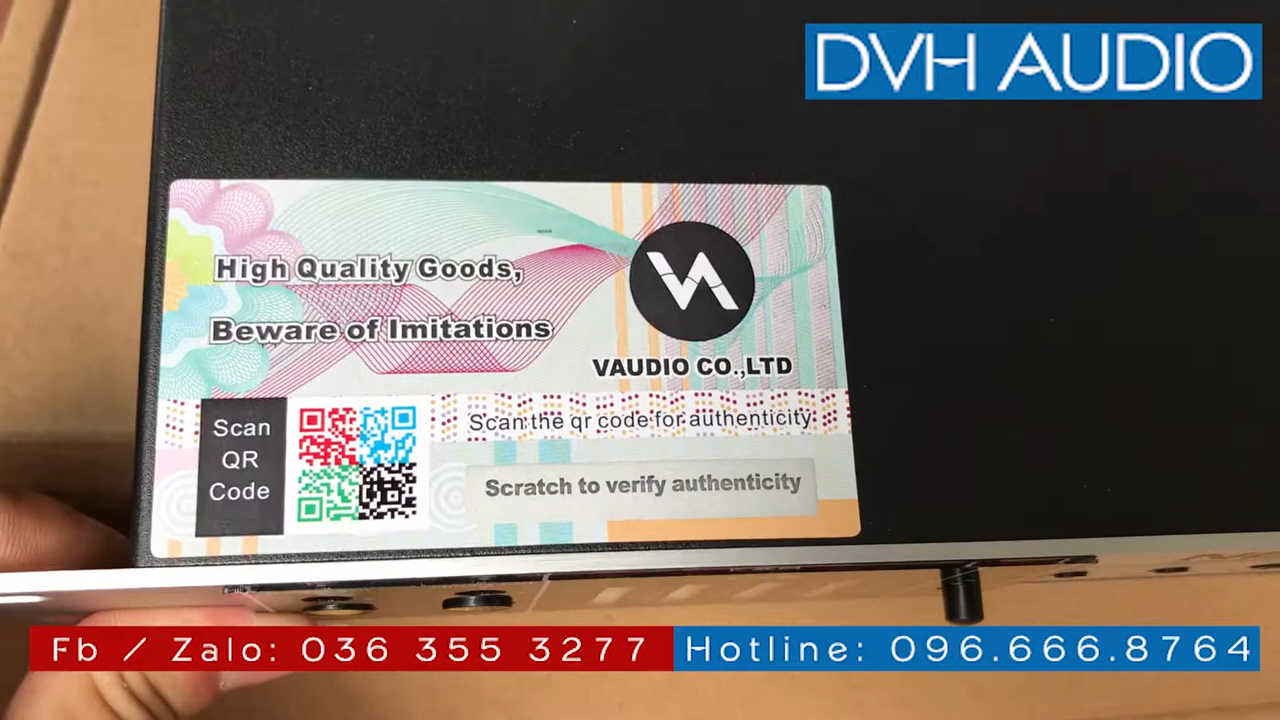 DVH AUDIO
High Quality Goods,
Beware of Imitations
VAUDIO CO.,LTD
Scan
QR
Code
Scan the qr code for authenticity.
Scratch to verify authenticity
Fb / Zalo: 036 355 3277
Hotline: 096.666.8764